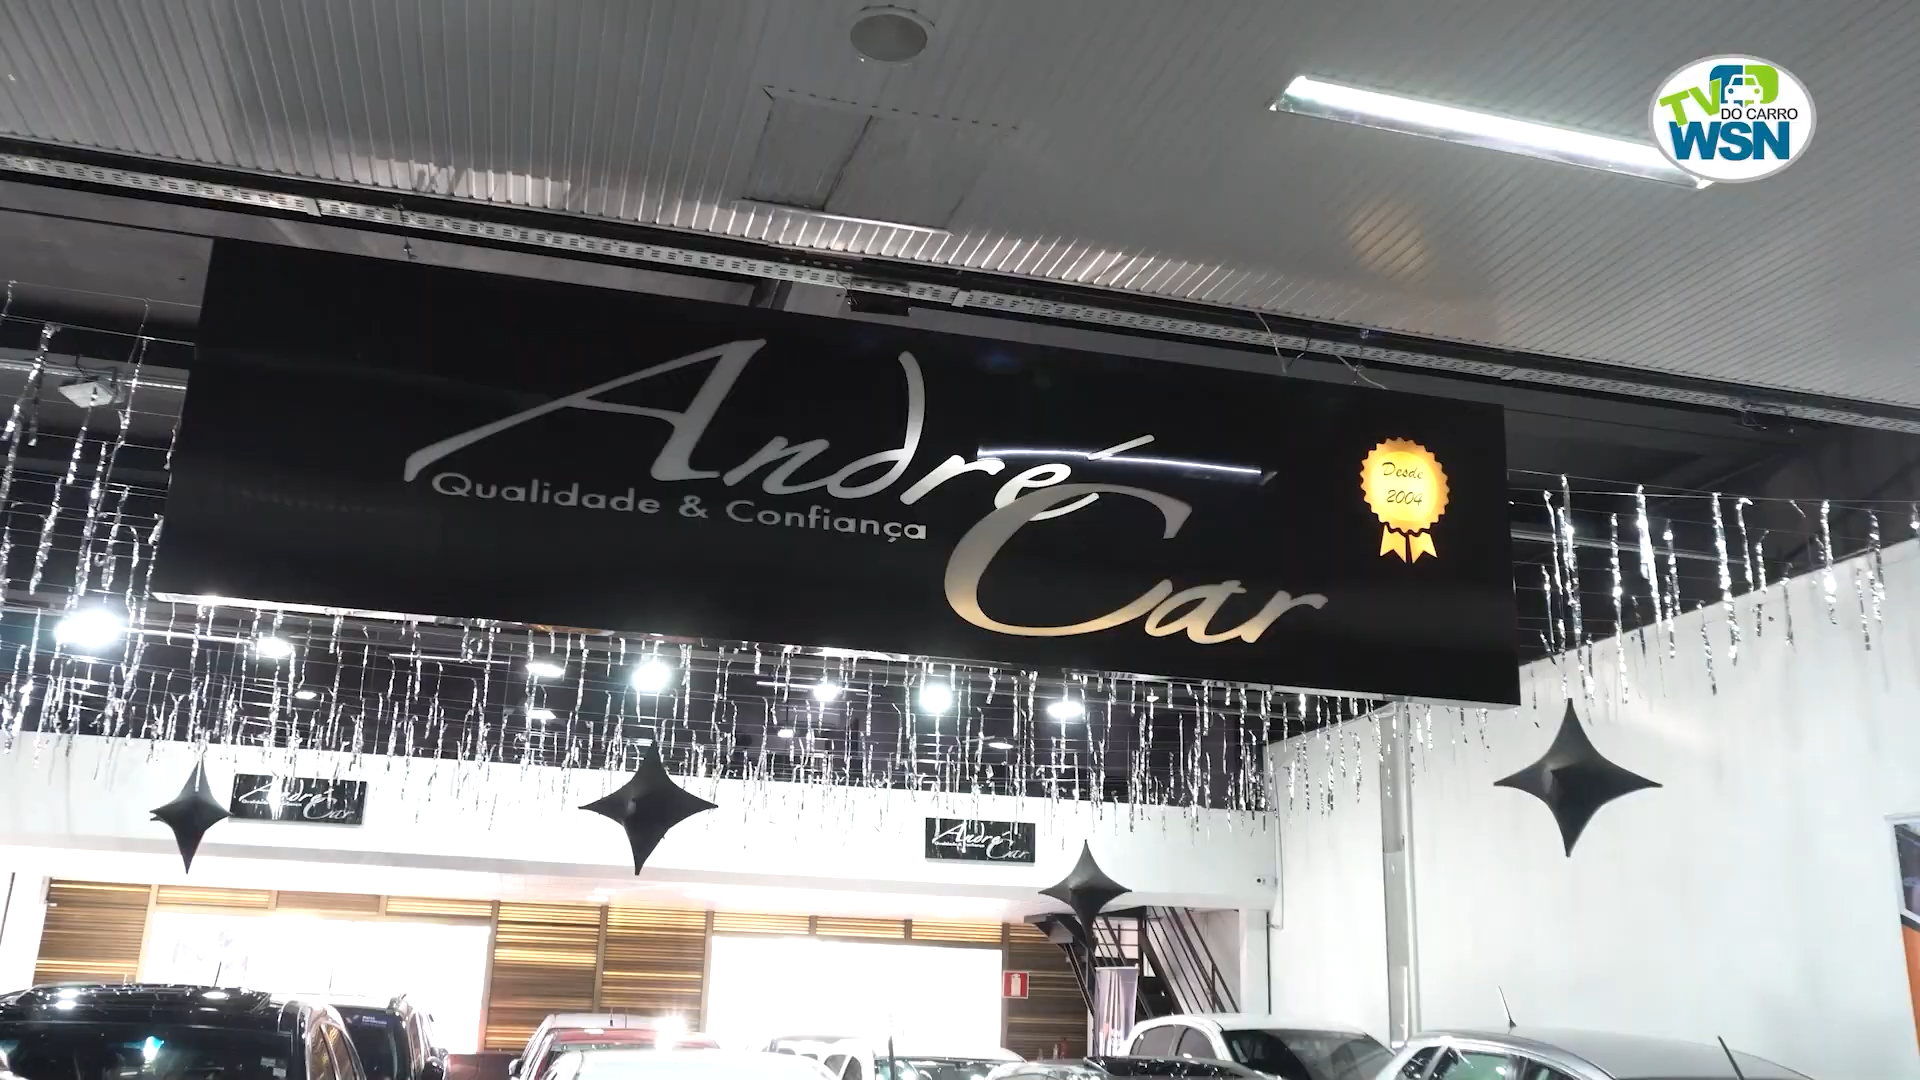 TV DO CARRO
WSN
André Car
Qualidade & Confiança
Desde
2004
André Car
André Car